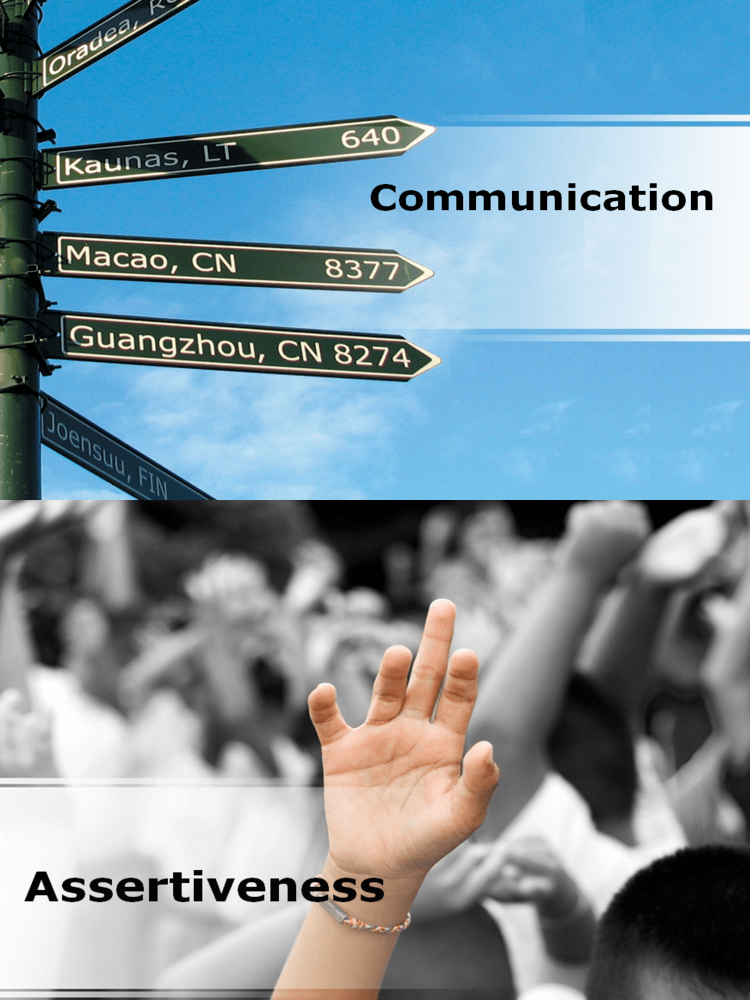 Oradea,
Kaunas, LT 640
Communication
Macao, CN 8377
Guangzhou, CN 8274
Joensuu, FIN
Assertiveness